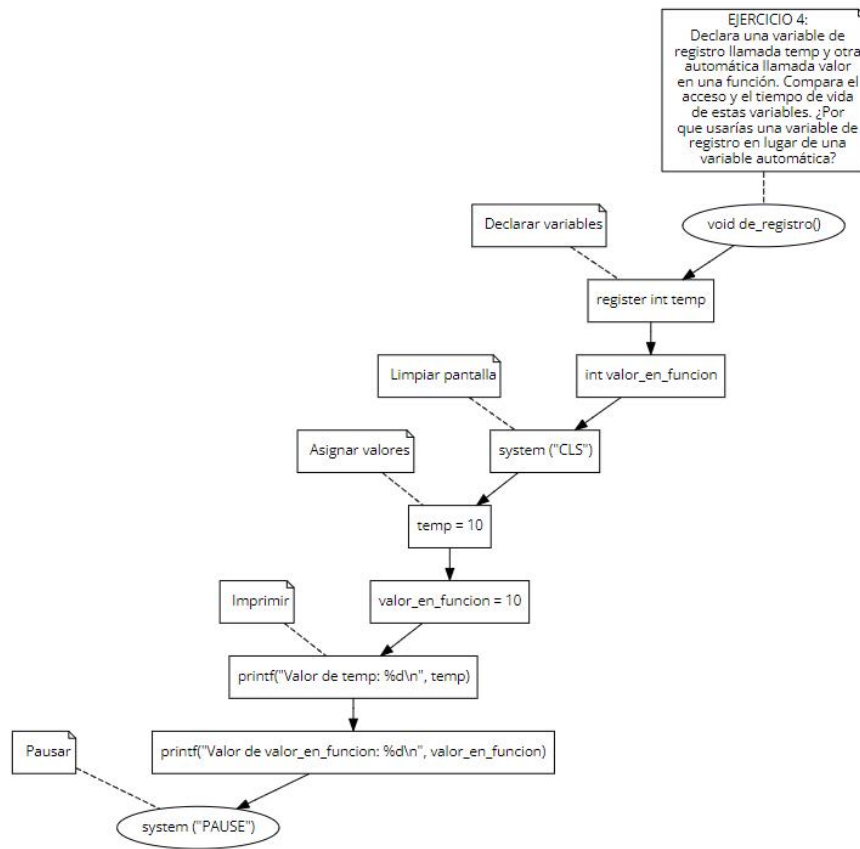 EJERCICIO 4:
Declara una variable de
registro llamada temp y otra
automática llamada valor
en una función. Compara el
acceso y el tiempo de vida
de estas variables. ¿Por
que usarías una variable de
registro en lugar de una
variable automática?
void de_registro()
Declarar variables
register int temp
int valor_en_funcion
Limpiar pantalla
system ("CLS")
Asignar valores
temp = 10
valor_en_funcion = 10
Imprimir
printf("Valor de temp: %d\n", temp)
printf("Valor de valor_en_funcion: %d\n", valor_en_funcion)
Pausar
system ("PAUSE")